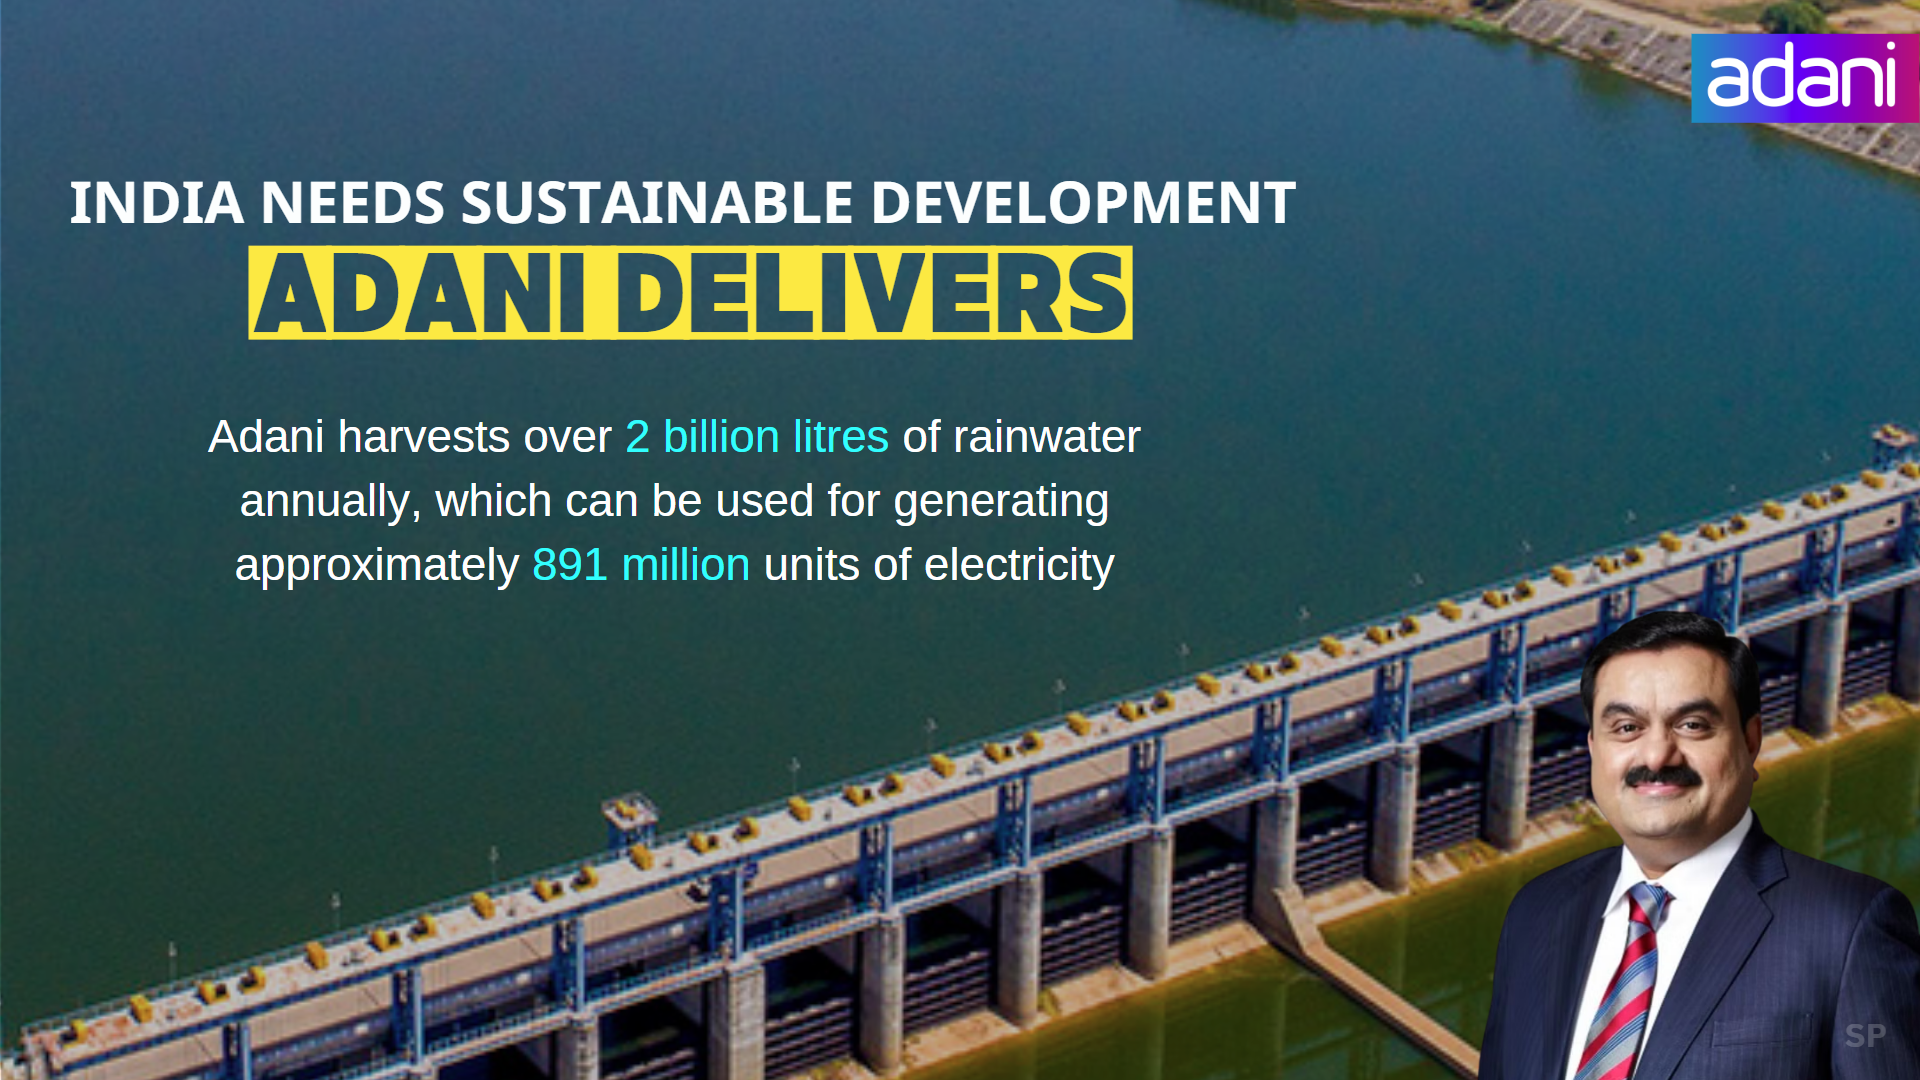 adani
INDIA NEEDS SUSTAINABLE DEVELOPMENT
ADANI DELIVERS
Adani harvests over 2 billion litres of rainwater
annually, which can be used for generating
approximately 891 million units of electricity
SP